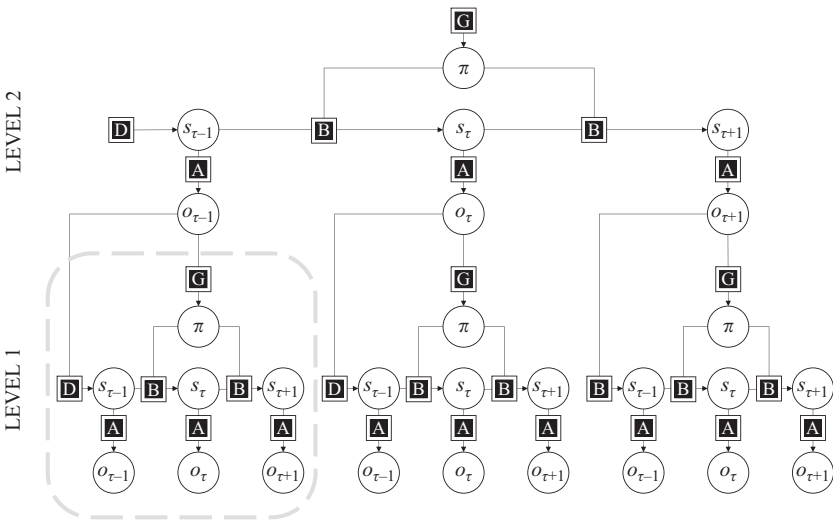 G
π
LEVEL 2
D s_{τ−1} B s_τ B s_{τ+1}
A A A
o_{τ−1} o_τ o_{τ+1}
G G G
π π π
LEVEL 1
D s_{τ−1} B s_τ B s_{τ+1} D s_{τ−1} B s_τ B s_{τ+1} B s_{τ−1} B s_τ B s_{τ+1}
A A A A A A A A A
o_{τ−1} o_τ o_{τ+1} o_{τ−1} o_τ o_{τ+1} o_{τ−1} o_τ o_{τ+1}